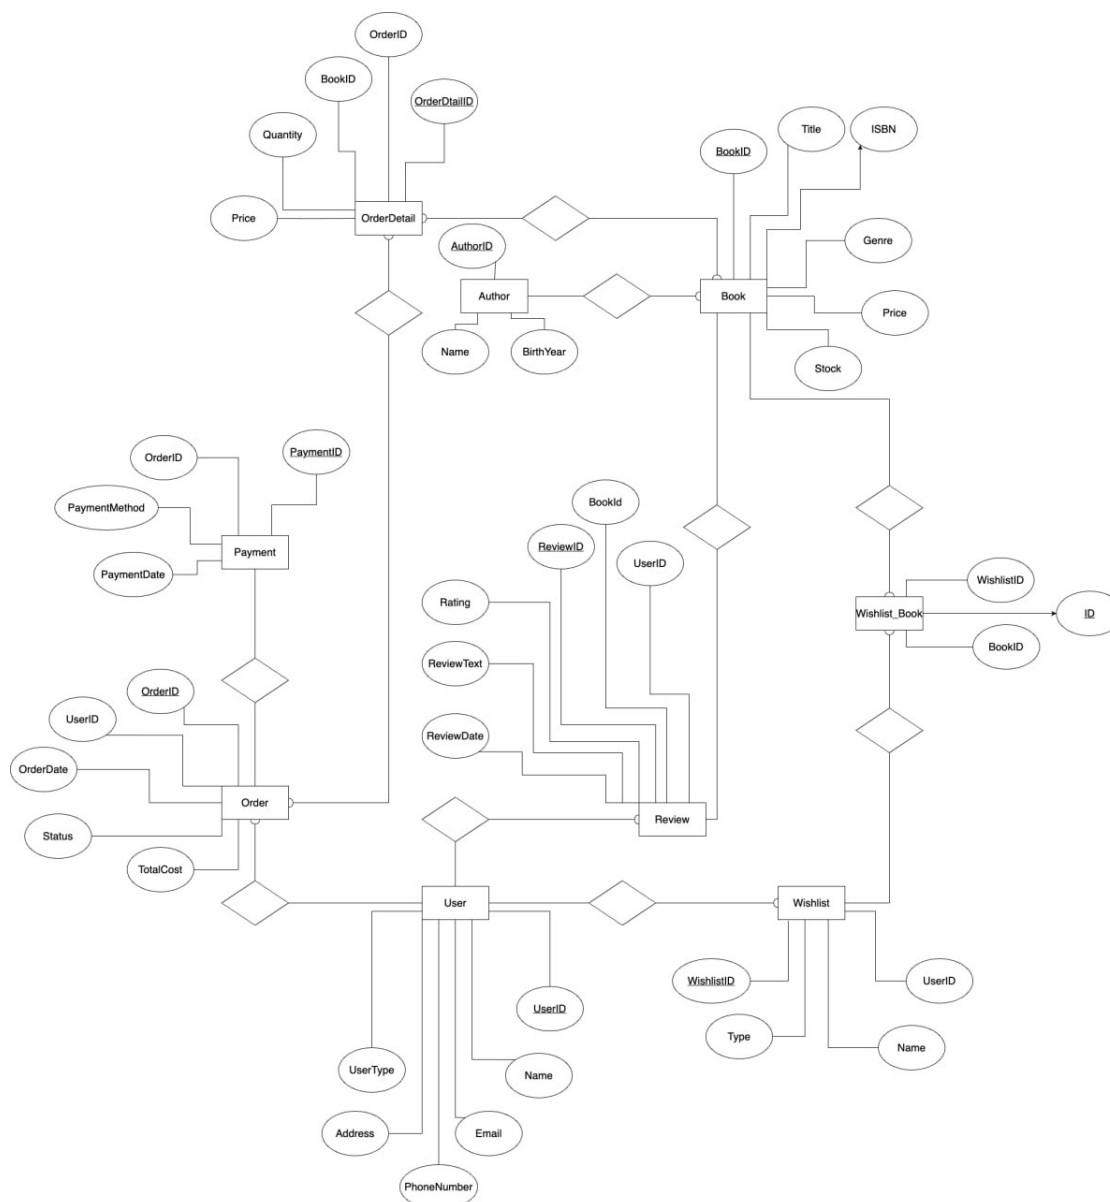 OrderID
BookID
OrderDtailID
Quantity
Price
OrderDetail
BookID
Title
ISBN
Genre
Book
Price
Stock
AuthorID
Author
Name
BirthYear
OrderID
PaymentID
PaymentMethod
Payment
PaymentDate
BookId
ReviewID
UserID
Rating
ReviewText
ReviewDate
Review
WishlistID
Wishlist_Book
ID
BookID
OrderID
UserID
OrderDate
Order
Status
TotalCost
User
Wishlist
UserID
UserType
Name
Address
Email
PhoneNumber
WishlistID
UserID
Type
Name